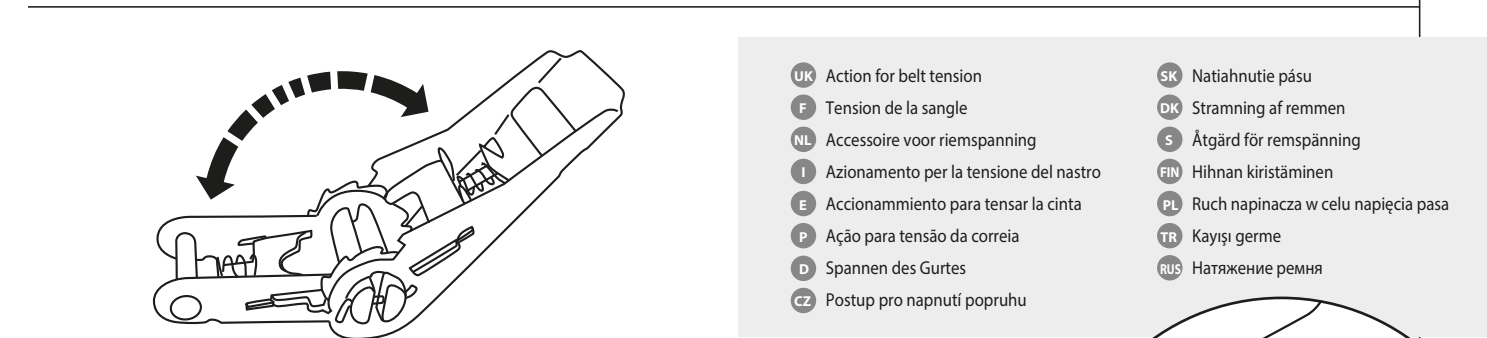 UK Action for belt tension
F Tension de la sangle
NL Accessoire voor riemspanning
I Azionamento per la tensione del nastro
E Accionammiento para tensar la cinta
P Ação para tensão da correia
D Spannen des Gurtes
CZ Postup pro napnutí popruhu
SK Natiahnutie pásu
DK Stramning af remmen
S Åtgärd för remspänning
FIN Hihnan kiristäminen
PL Ruch napinacza w celu napięcia pasa
TR Kayışı germe
RUS Натяжение ремня